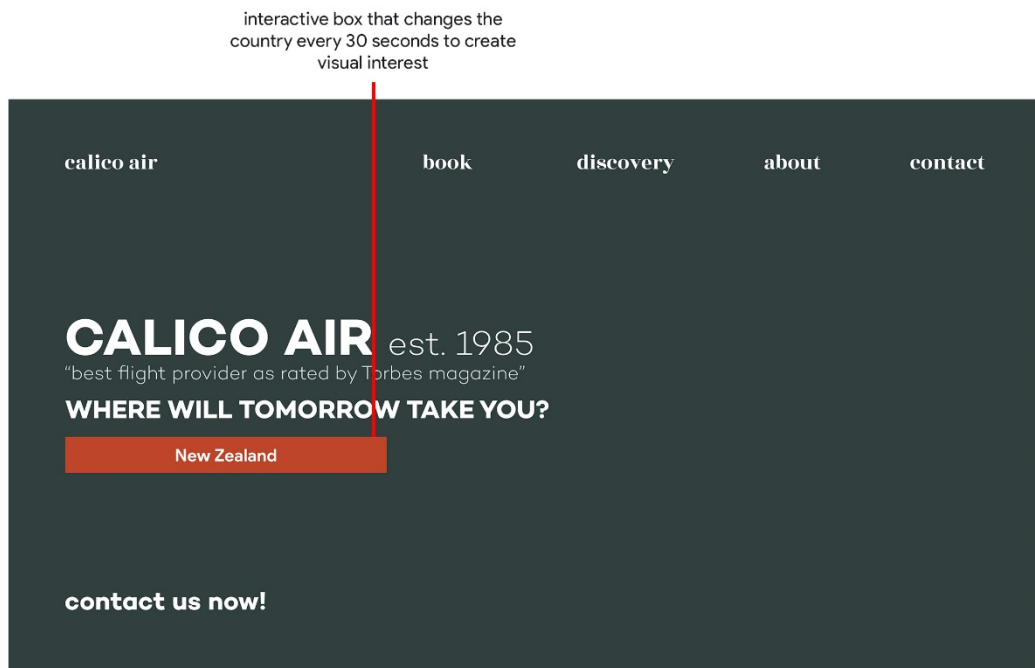 interactive box that changes the
country every 30 seconds to create
visual interest
calico air book discovery about contact
CALICO AIR est. 1985
“best flight provider as rated by Torbes magazine”
WHERE WILL TOMORROW TAKE YOU?
New Zealand
contact us now!